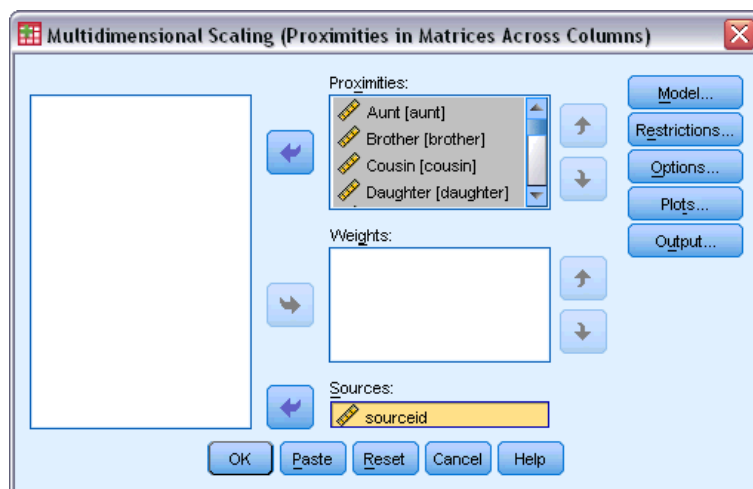 Multidimensional Scaling (Proximities in Matrices Across Columns)
Proximities:
Aunt [aunt]
Brother [brother]
Cousin [cousin]
Daughter [daughter]
Weights:
Sources:
sourceid
Model...
Restrictions...
Options...
Plots...
Output...
OK Paste Reset Cancel Help